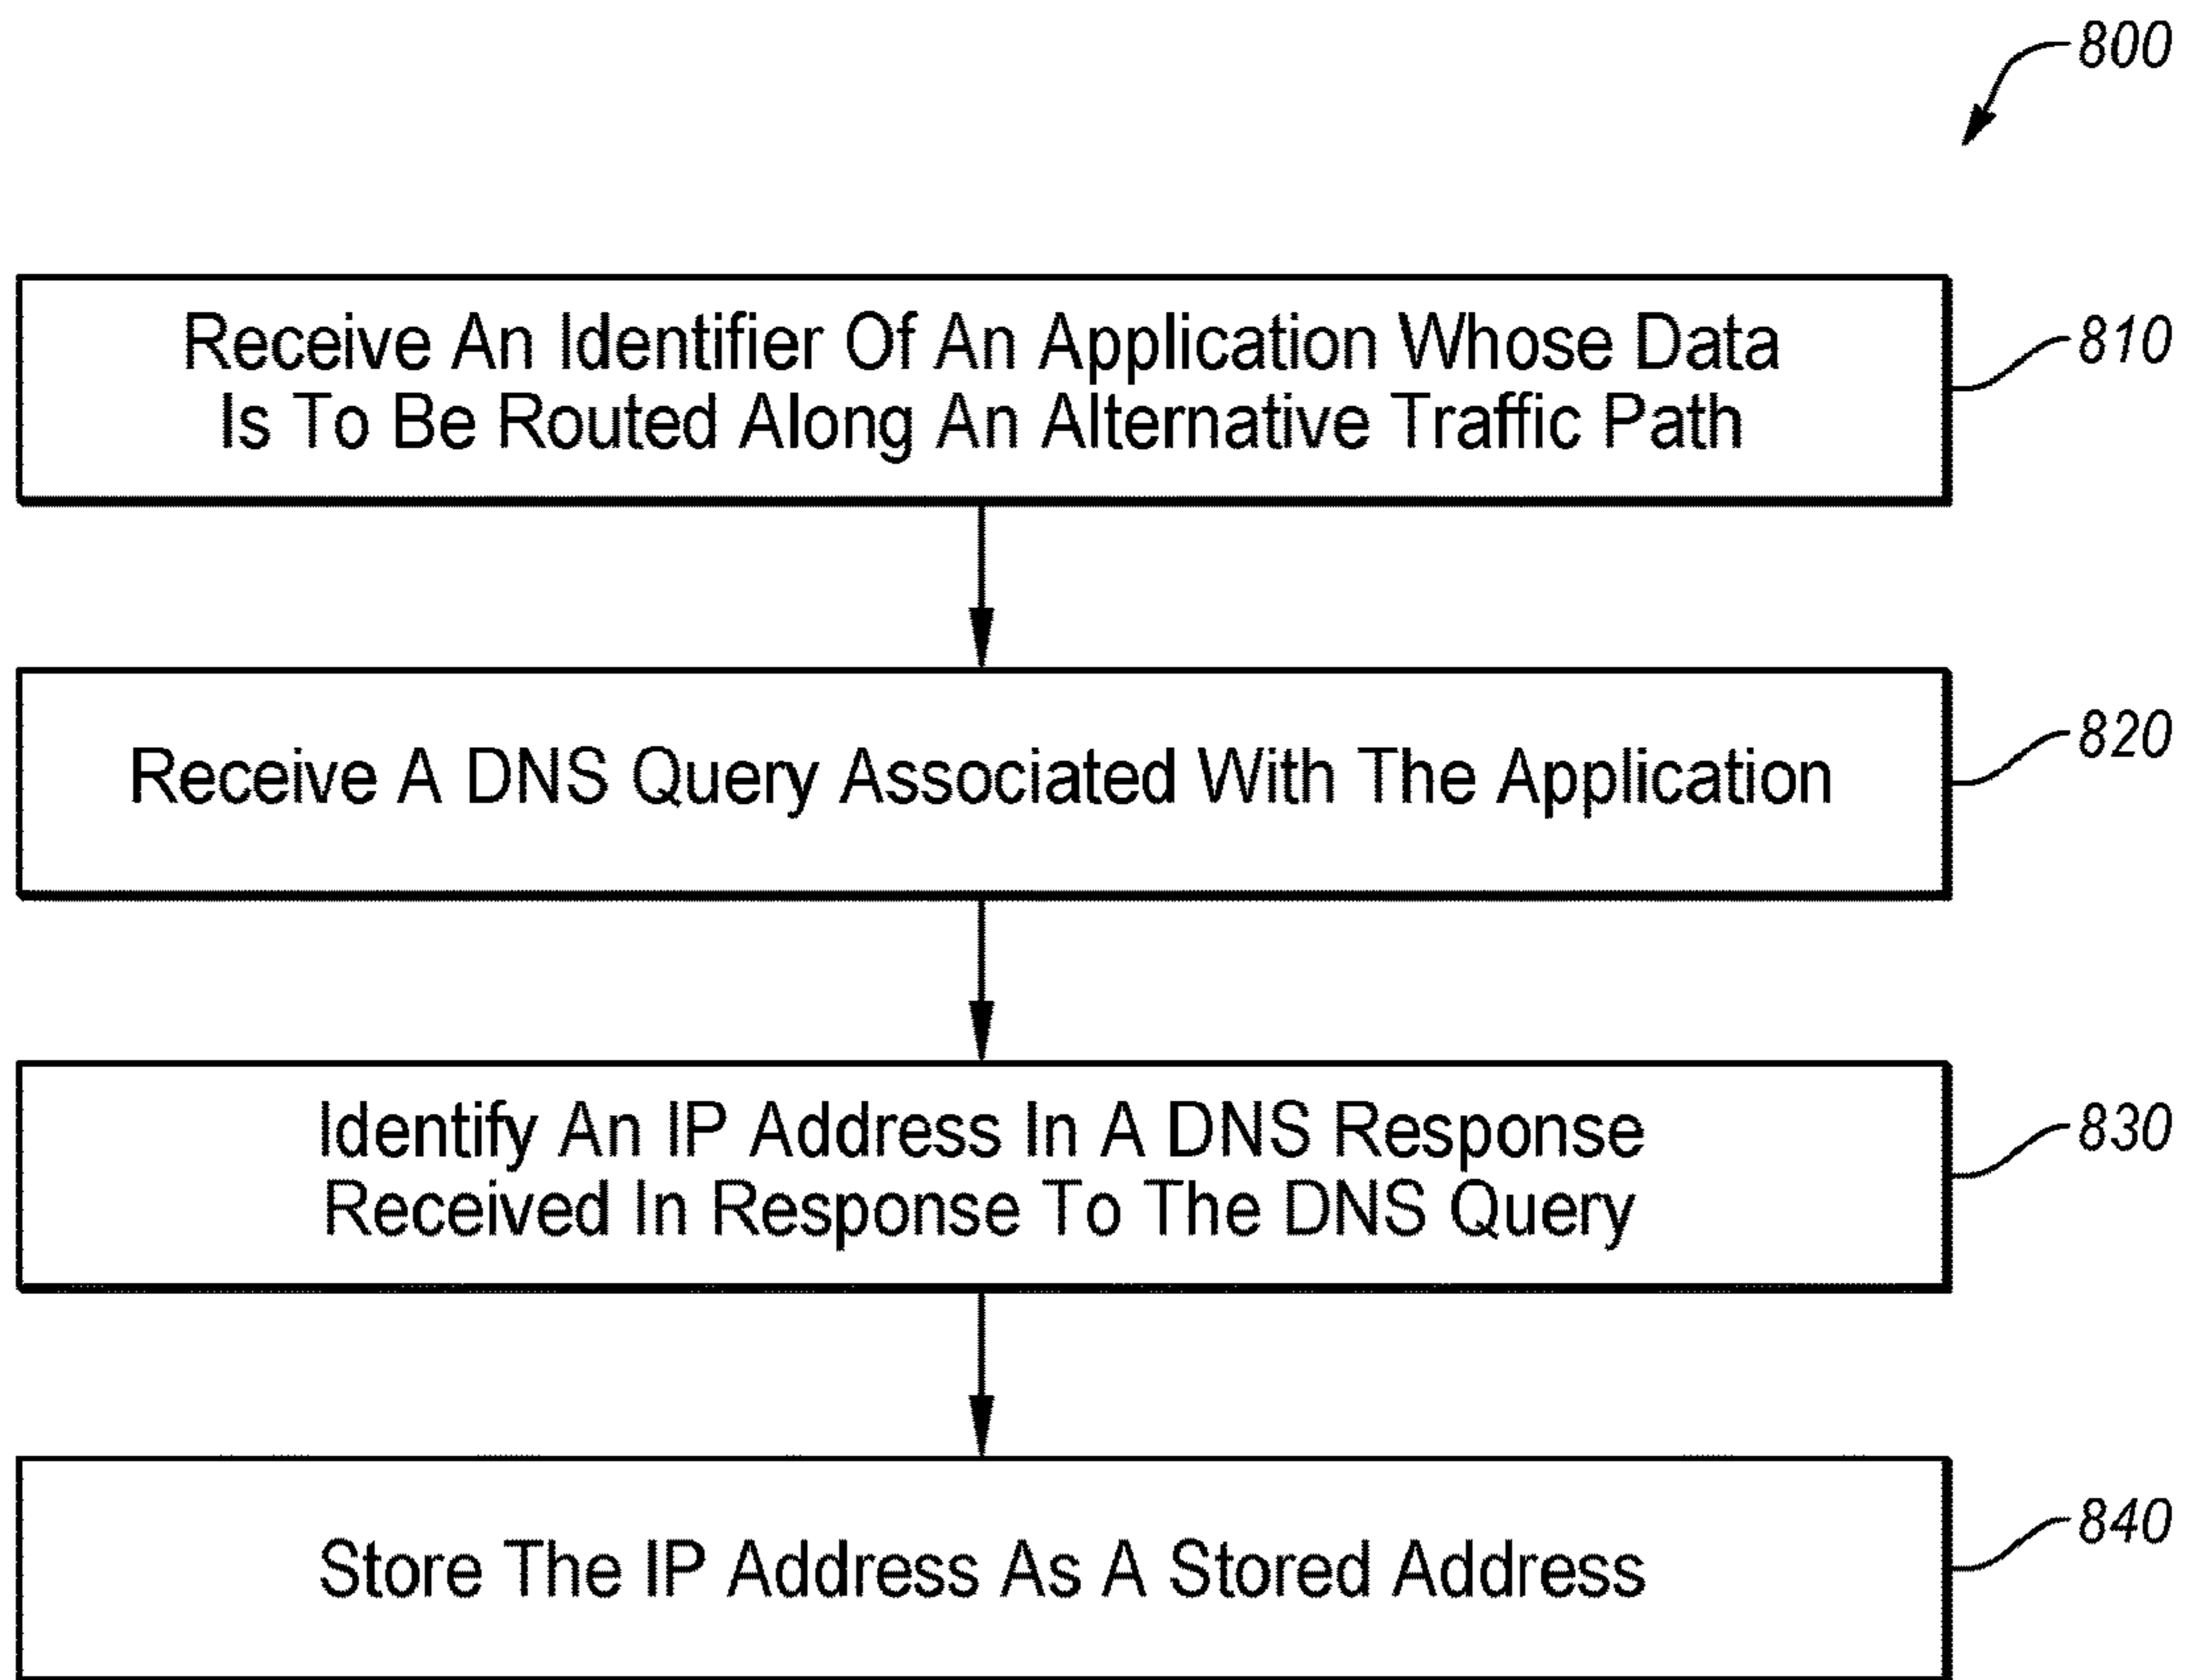 800
Receive An Identifier Of An Application Whose Data
Is To Be Routed Along An Alternative Traffic Path
810
Receive A DNS Query Associated With The Application
820
Identify An IP Address In A DNS Response
Received In Response To The DNS Query
830
Store The IP Address As A Stored Address
840